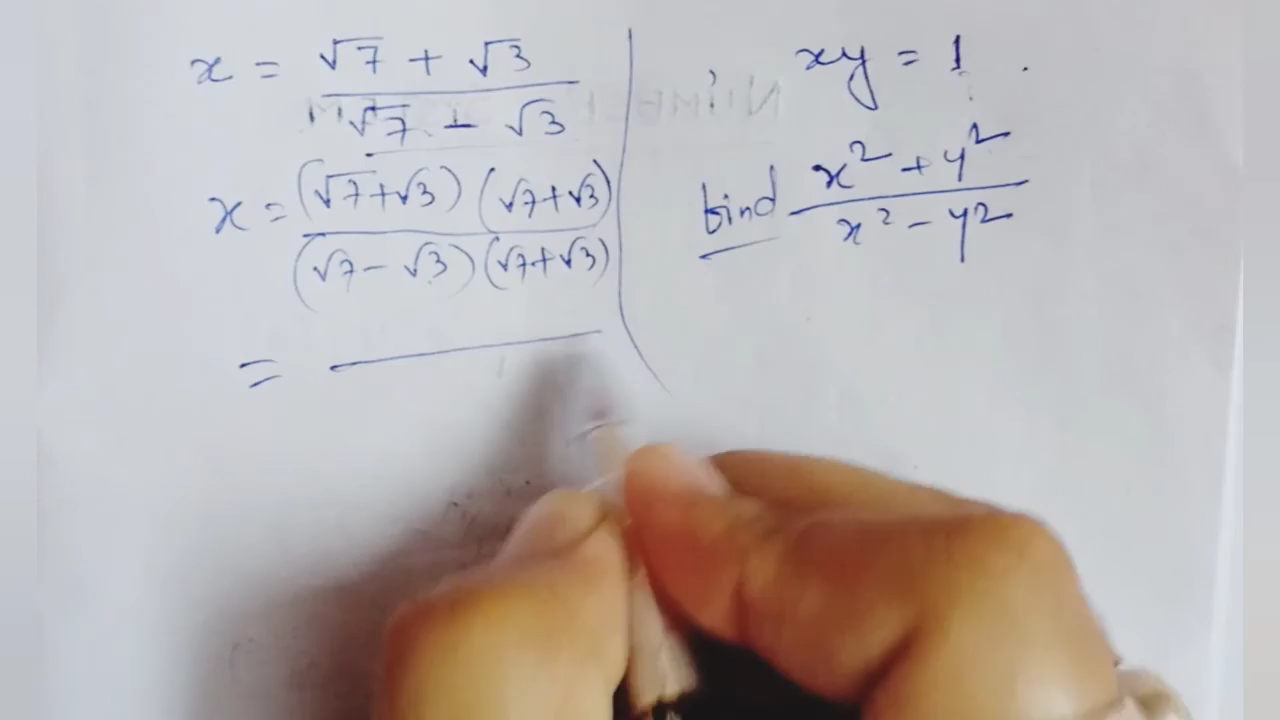 x = (√7 + √3) / (√7 - √3)
x = (√7+√3) (√7+√3) / (√7 - √3) (√7+√3)
=
xy = 1
find (x² + y²) / (x² - y²)